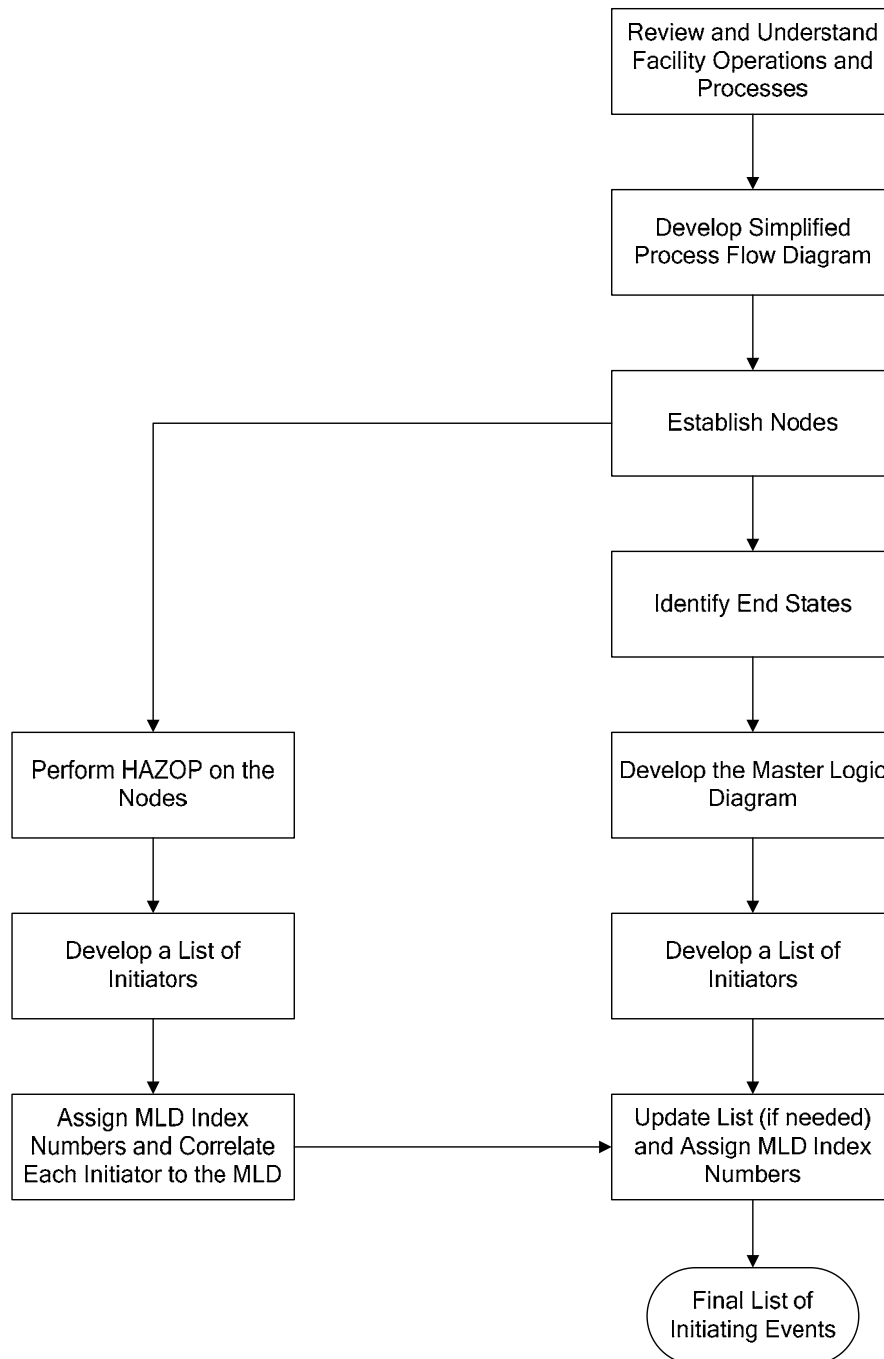 Review and Understand
Facility Operations and
Processes
Develop Simplified
Process Flow Diagram
Establish Nodes
Identify End States
Perform HAZOP on the
Nodes
Develop the Master Logic
Diagram
Develop a List of
Initiators
Develop a List of
Initiators
Assign MLD Index
Numbers and Correlate
Each Initiator to the MLD
Update List (if needed)
and Assign MLD Index
Numbers
Final List of
Initiating Events